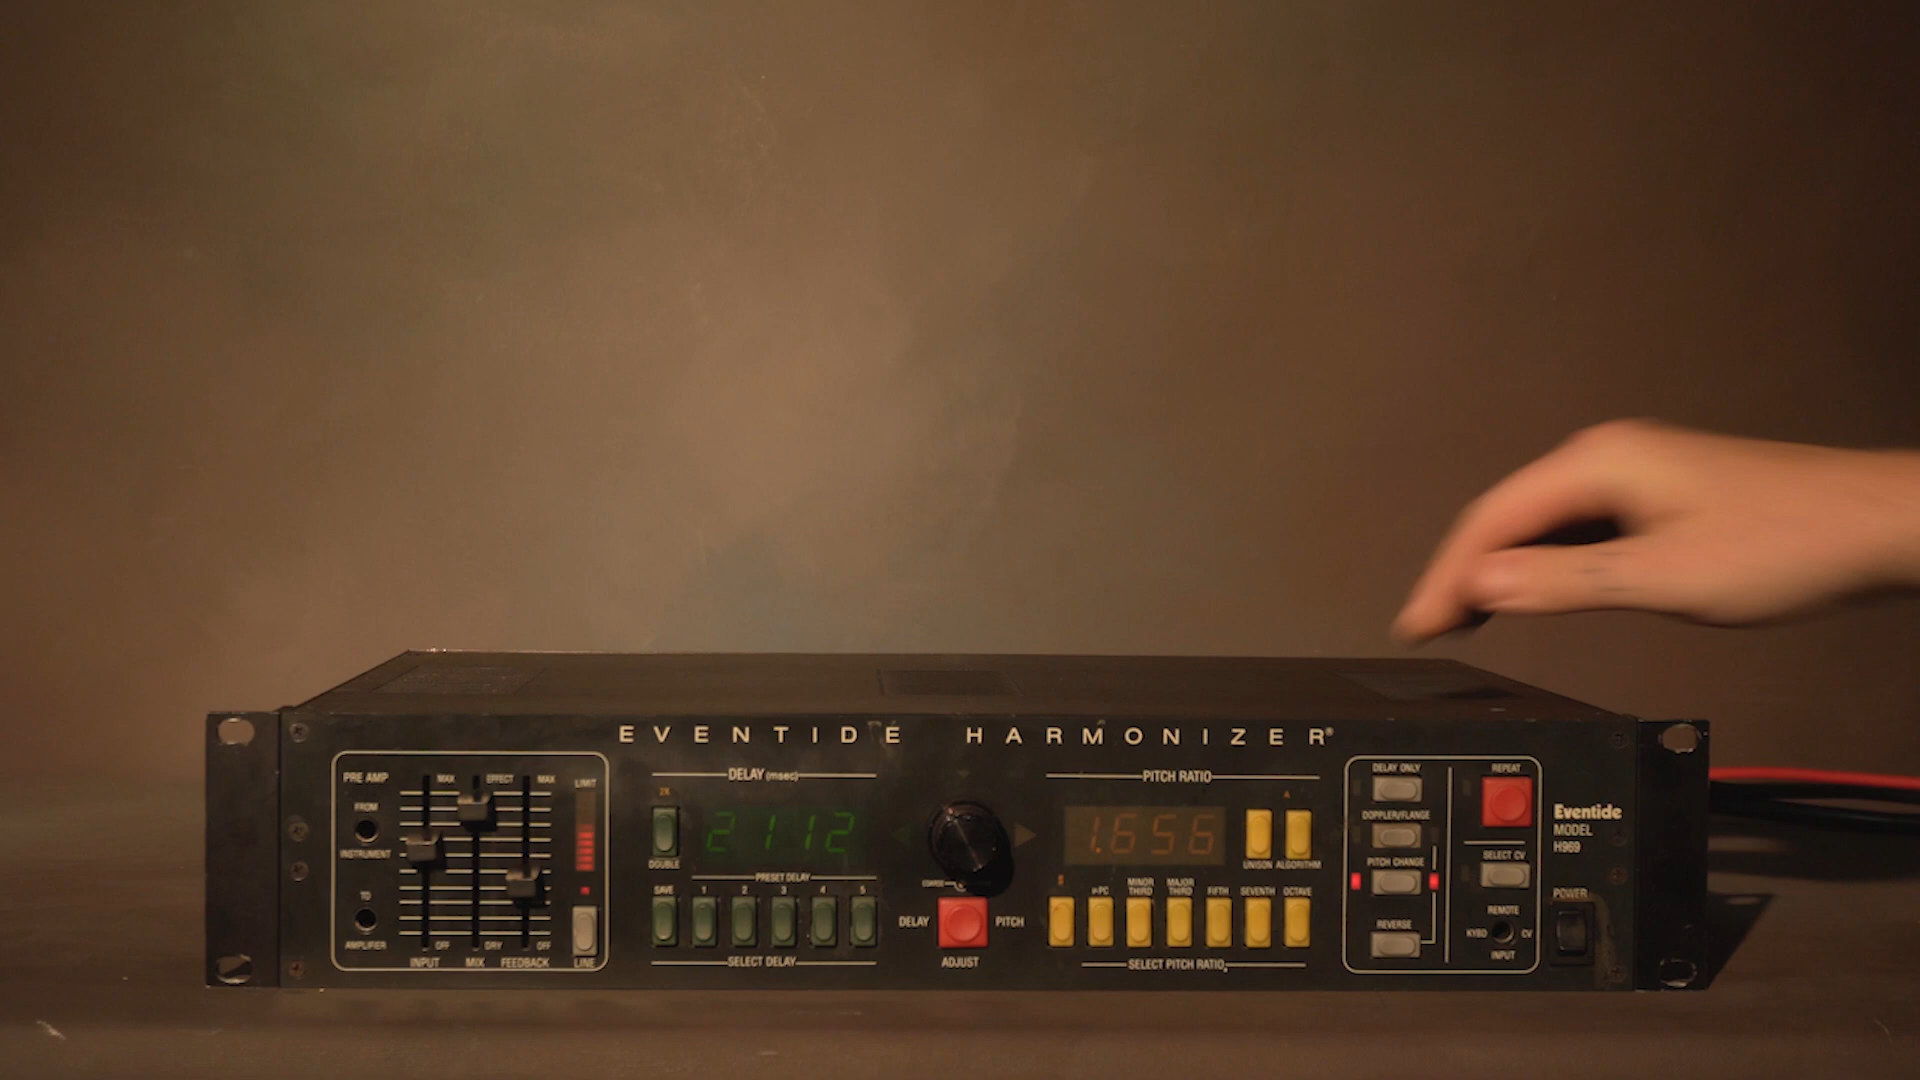 EVENTIDE HARMONIZER®
PRE AMP
FROM
INSTRUMENT
TO
AMPLIFIER
MAX EFFECT MAX
OFF DRY OFF
INPUT MIX FEEDBACK
LIMIT
LINE
DELAY (msec)
2X
DOUBLE
2112
PRESET DELAY
SAVE 1 2 3 4 5
SELECT DELAY
COARSE
DELAY PITCH
ADJUST
PITCH RATIO
1.656
UNISON ALGORITHM
MINOR THIRD
MAJOR THIRD
FIFTH SEVENTH OCTAVE
SELECT PITCH RATIO
DELAY ONLY
DOPPLER/FLANGE
PITCH CHANGE
REVERSE
REPEAT
SELECT CV
REMOTE
KYBD CV
INPUT
Eventide
MODEL
H969
POWER